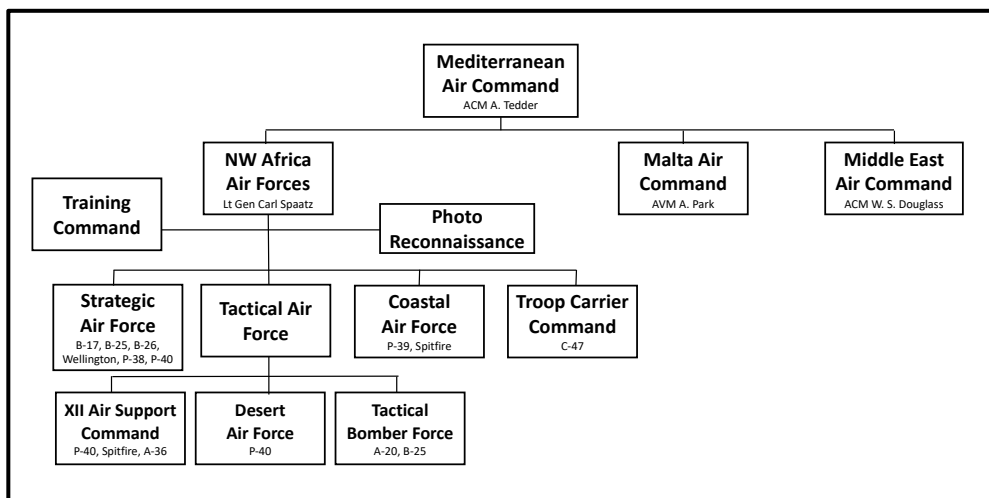 Mediterranean
Air Command
ACM A. Tedder
NW Africa
Air Forces
Lt Gen Carl Spaatz
Malta Air
Command
AVM A. Park
Middle East
Air Command
ACM W. S. Douglass
Training
Command
Photo
Reconnaissance
Strategic
Air Force
B-17, B-25, B-26,
Wellington, P-38, P-40
Tactical Air
Force
Coastal
Air Force
P-39, Spitfire
Troop Carrier
Command
C-47
XII Air Support
Command
P-40, Spitfire, A-36
Desert
Air Force
P-40
Tactical
Bomber Force
A-20, B-25